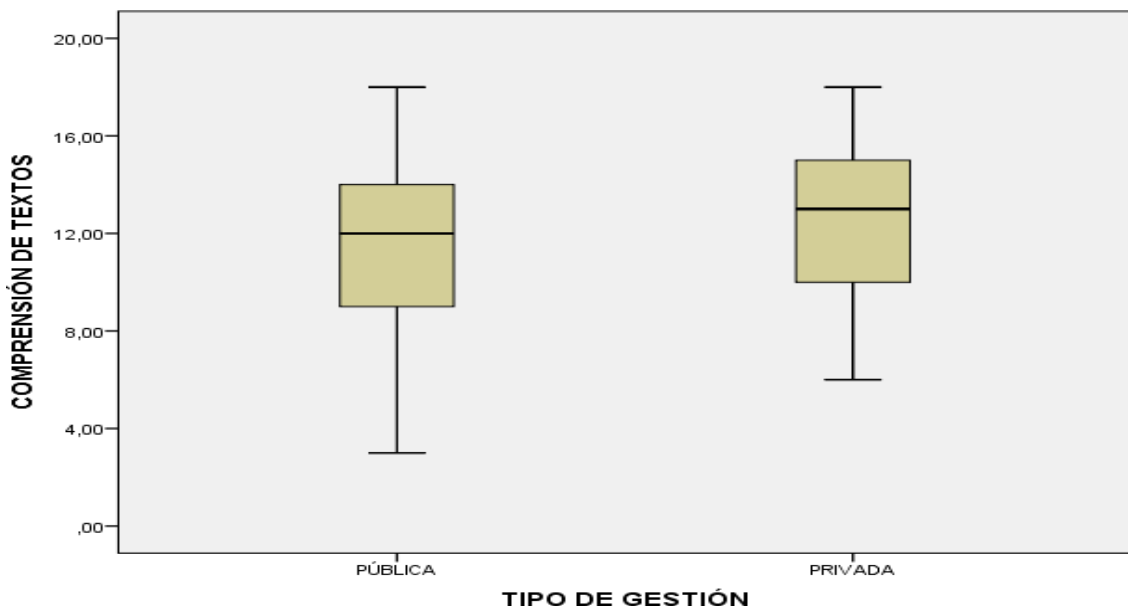 20,00
16,00
12,00
8,00
4,00
,00
COMPRENSIÓN DE TEXTOS
PÚBLICA
PRIVADA
TIPO DE GESTIÓN